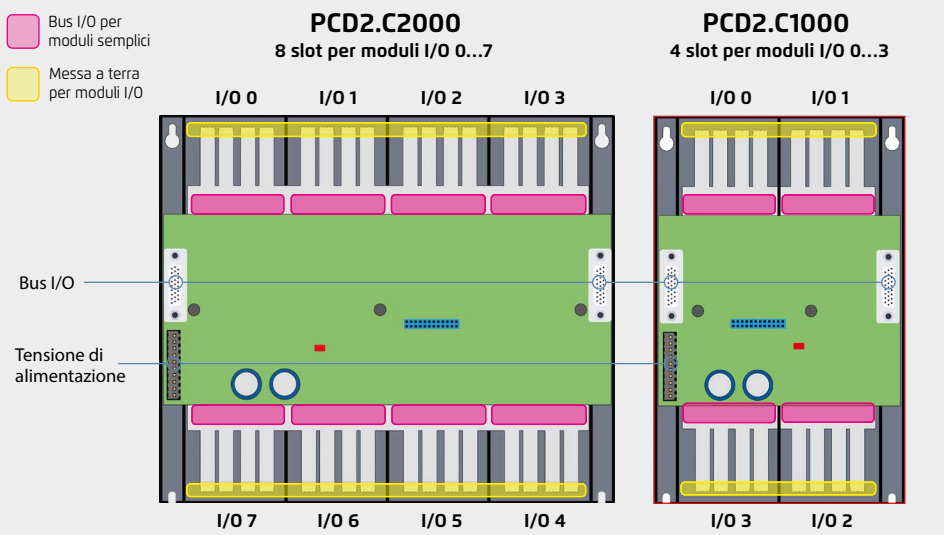 Bus I/O per
moduli semplici
Messa a terra
per moduli I/O
PCD2.C2000
8 slot per moduli I/O 0...7
PCD2.C1000
4 slot per moduli I/O 0...3
I/O 0 I/O 1 I/O 2 I/O 3
I/O 0 I/O 1
Bus I/O
Tensione di
alimentazione
I/O 7 I/O 6 I/O 5 I/O 4
I/O 3 I/O 2